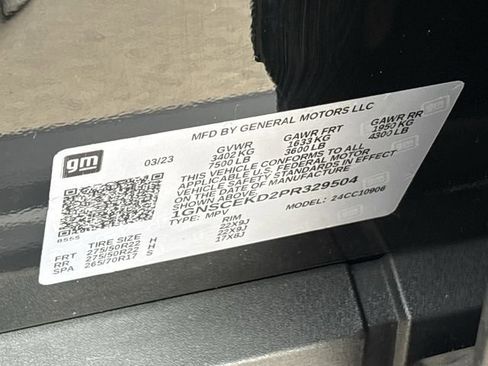 MFD BY GENERAL MOTORS LLC
gm
03/23
GVWR GAWR FRT GAWR RR
3402 KG 1633 KG 1950 KG
7500 LB 3600 LB 4300 LB
THIS VEHICLE CONFORMS TO ALL
APPLICABLE U.S. FEDERAL MOTOR
VEHICLE SAFETY STANDARDS IN EFFECT
ON THE DATE OF MANUFACTURE
1GNSCEKD2PR329504
TYPE: MPV MODEL: 24CC10906
8555
TIRE SIZE RIM
FRT 275/50R22 H 22X9J
RR 275/50R22 H 22X9J
SPA 265/70R17 S 17X8J